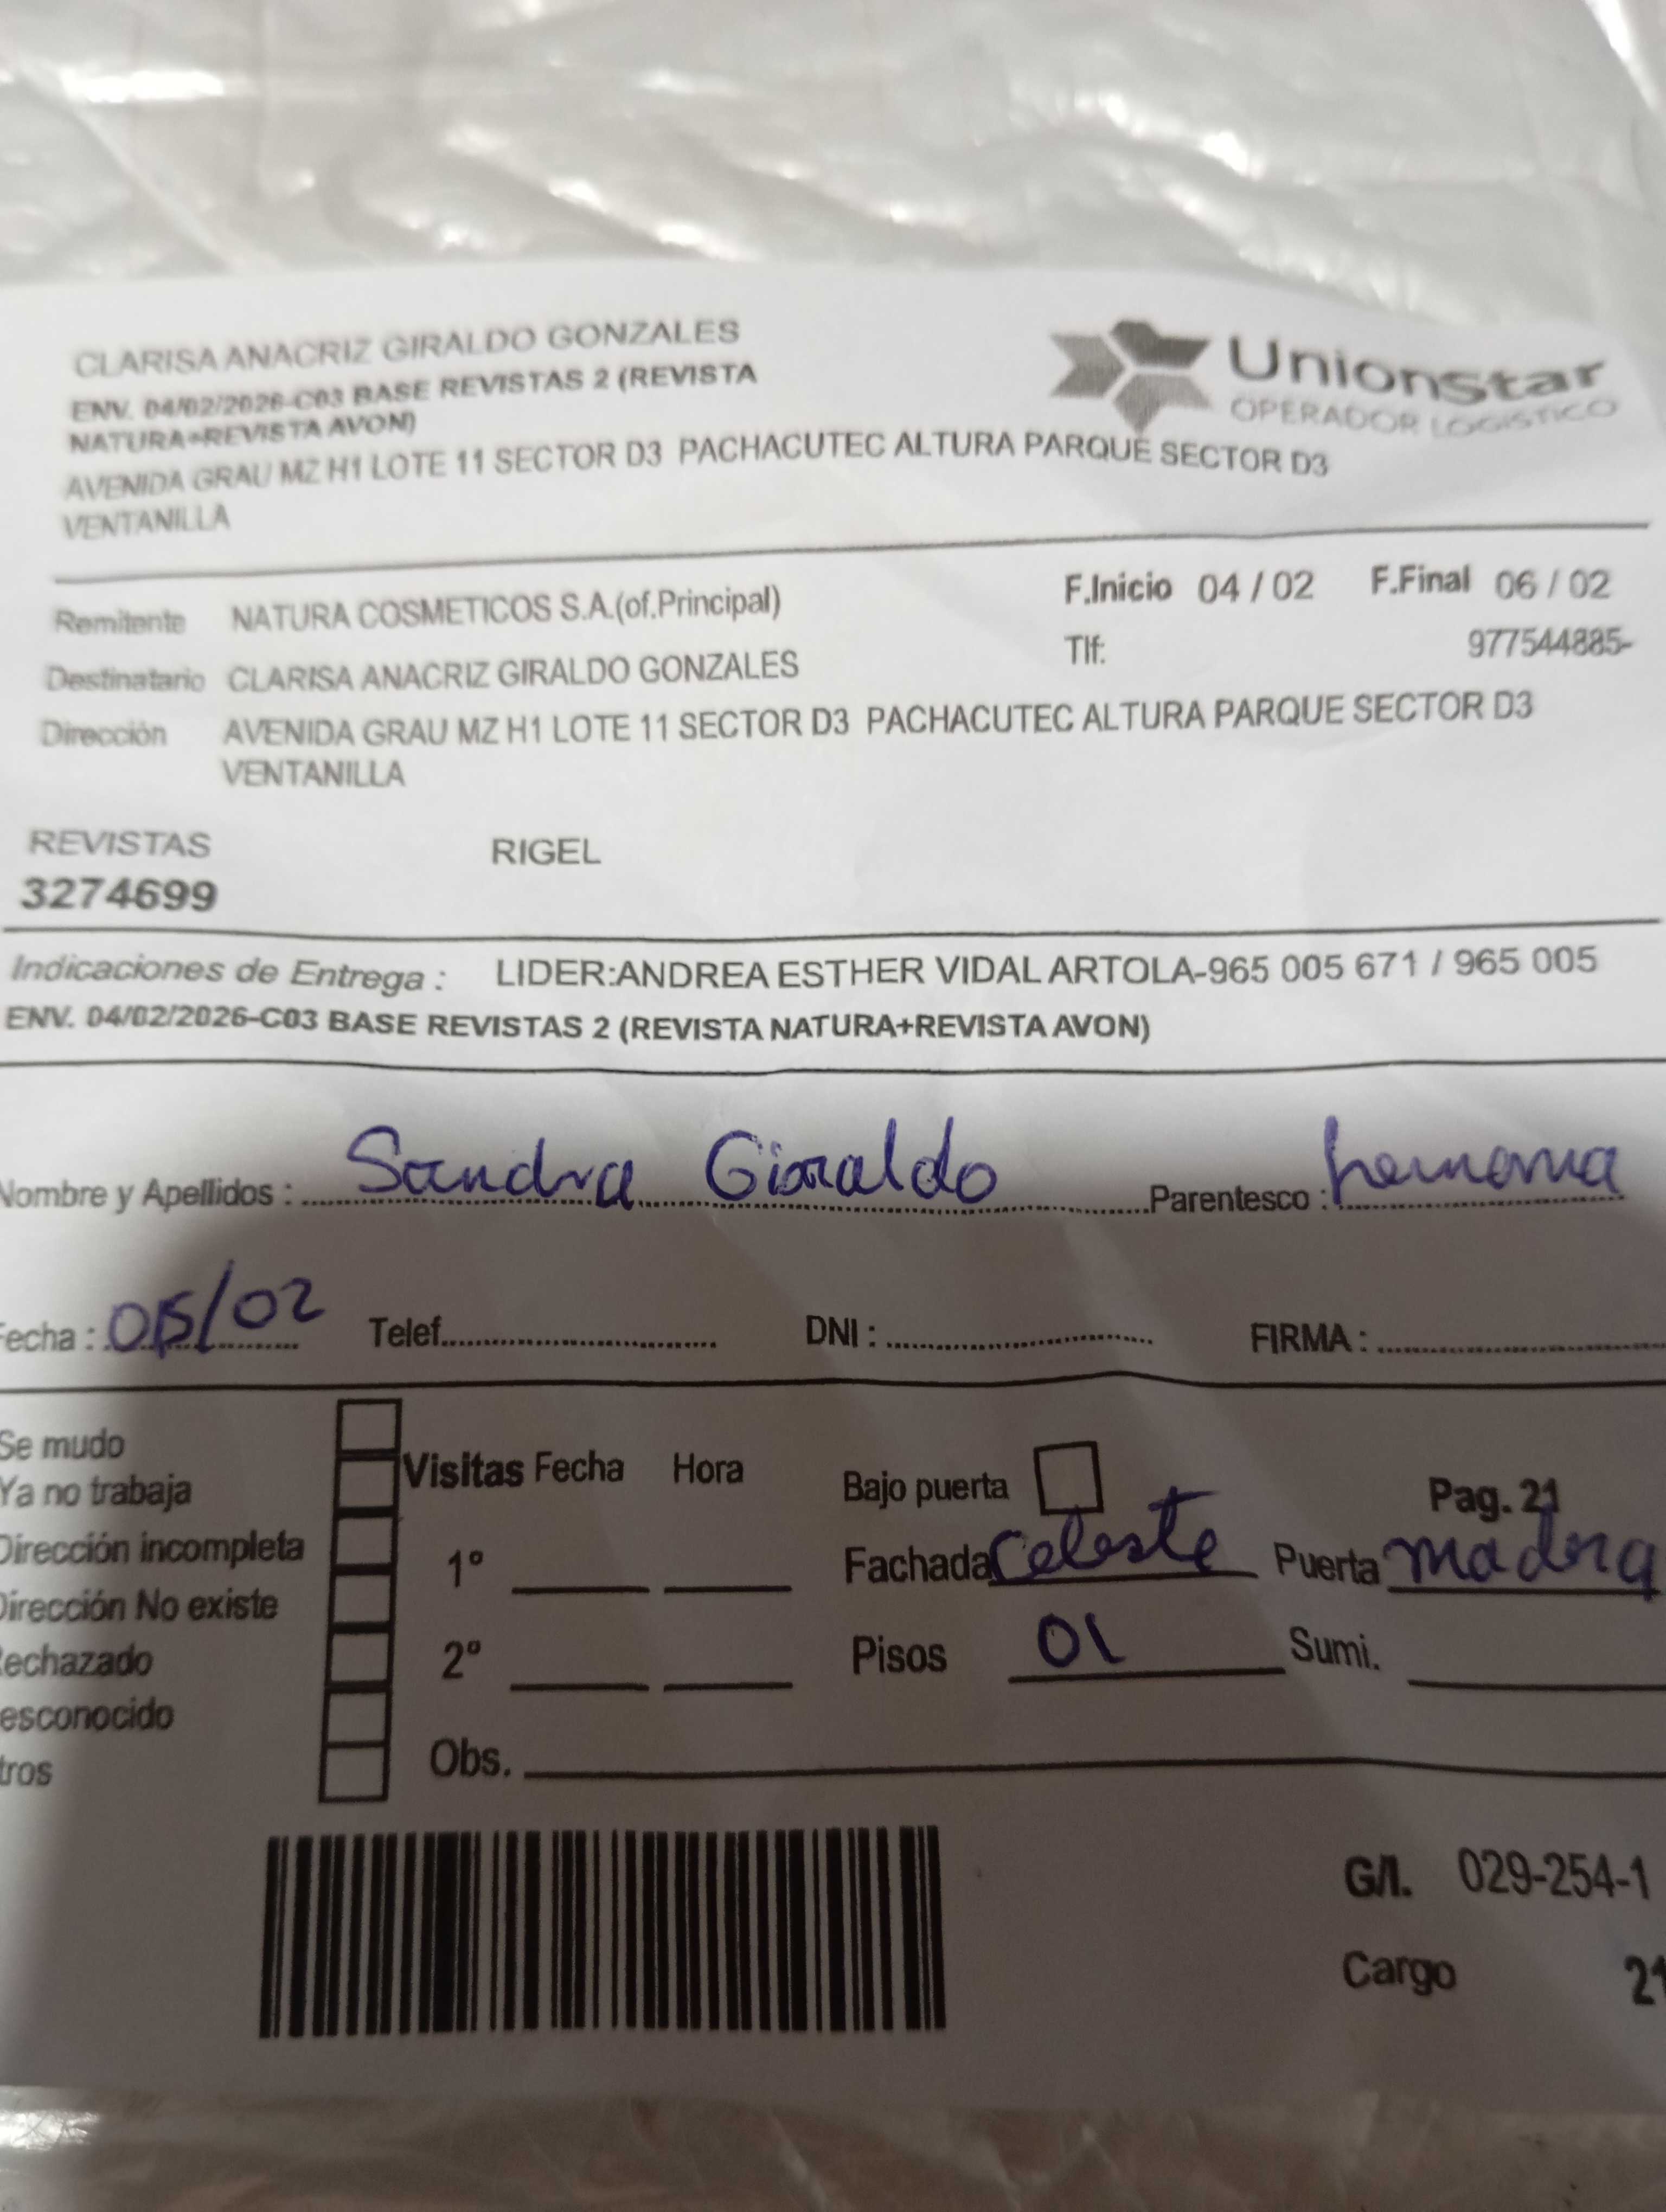 CLARISA ANACRIZ GIRALDO GONZALES
ENV. 04/02/2026-C03 BASE REVISTAS 2 (REVISTA
NATURA+REVISTA AVON)
AVENIDA GRAU MZ H1 LOTE 11 SECTOR D3 PACHACUTEC ALTURA PARQUE SECTOR D3
VENTANILLA
Unionstar
OPERADOR LOGISTICO
Remitente NATURA COSMETICOS S.A.(of.Principal) F.Inicio 04 / 02 F.Final 06 / 02
Destinatario CLARISA ANACRIZ GIRALDO GONZALES Tlf: 977544885-
Dirección AVENIDA GRAU MZ H1 LOTE 11 SECTOR D3 PACHACUTEC ALTURA PARQUE SECTOR D3
VENTANILLA
REVISTAS RIGEL
3274699
Indicaciones de Entrega : LIDER:ANDREA ESTHER VIDAL ARTOLA-965 005 671 / 965 005
ENV. 04/02/2026-C03 BASE REVISTAS 2 (REVISTA NATURA+REVISTA AVON)
Nombre y Apellidos : Sandra Giraldo Parentesco : hermana
Fecha : 05/02 Telef. DNI : FIRMA :
Se mudo
Ya no trabaja
Dirección incompleta
Dirección No existe
Rechazado
esconocido
tros
Visitas Fecha Hora
1º
2º
Obs.
Bajo puerta Pag. 21
Fachada Celeste Puerta madera
Pisos 01 Sumi.
G/I. 029-254-1
Cargo 21